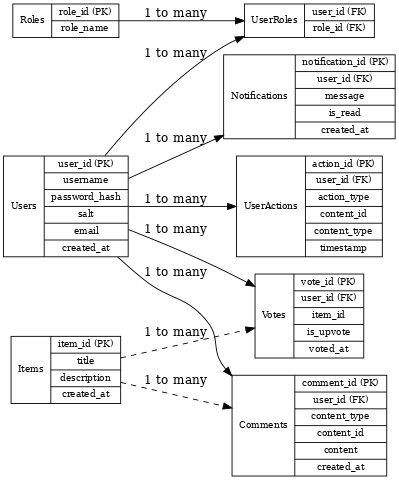 Roles
role_id (PK)
role_name
1 to many
UserRoles
user_id (FK)
role_id (FK)
1 to many
Notifications
notification_id (PK)
user_id (FK)
message
is_read
created_at
1 to many
Users
user_id (PK)
username
password_hash
salt
email
created_at
1 to many
UserActions
action_id (PK)
user_id (FK)
action_type
content_id
content_type
timestamp
1 to many
1 to many
Votes
vote_id (PK)
user_id (FK)
item_id
is_upvote
voted_at
Items
item_id (PK)
title
description
created_at
1 to many
1 to many
Comments
comment_id (PK)
user_id (FK)
content_type
content_id
content
created_at